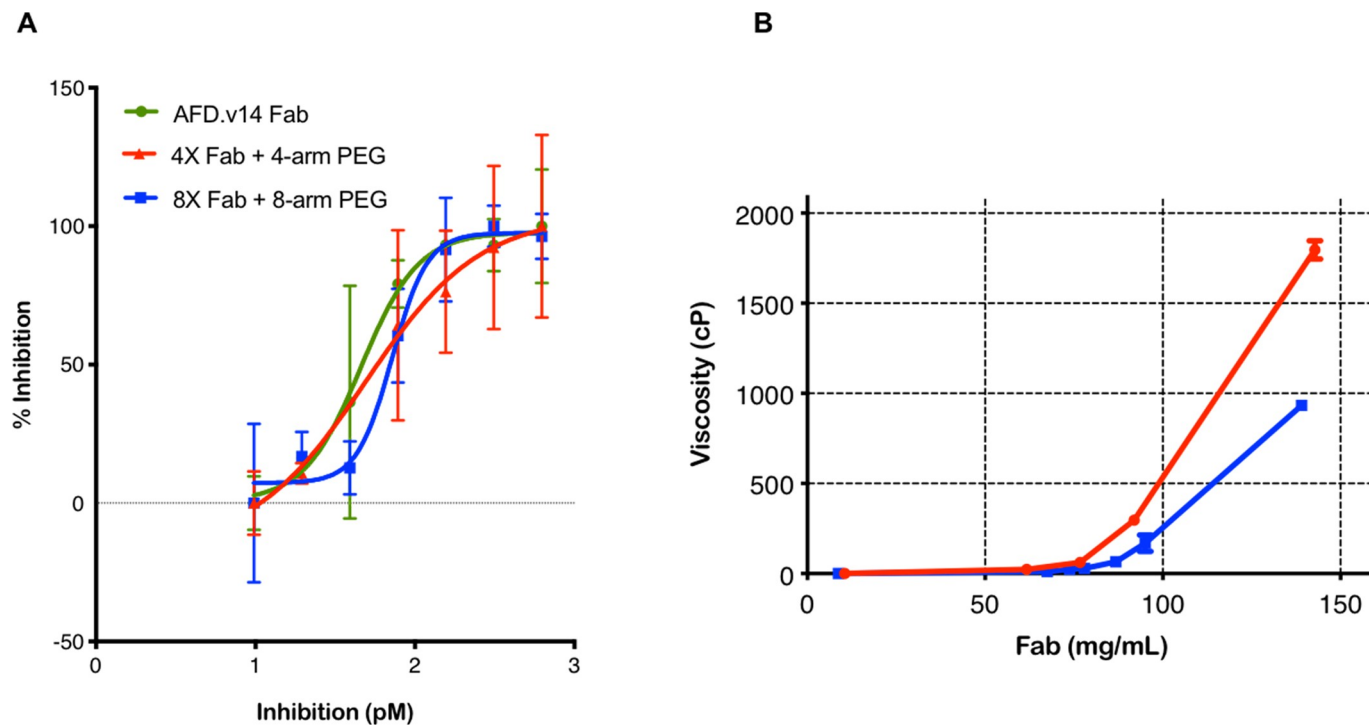 A
150
100
50
0
-50
% Inhibition
AFD.v14 Fab
4X Fab + 4-arm PEG
8X Fab + 8-arm PEG
0
1
2
3
Inhibition (pM)
B
2000
1500
1000
500
0
Viscosity (cP)
0
50
100
150
Fab (mg/mL)